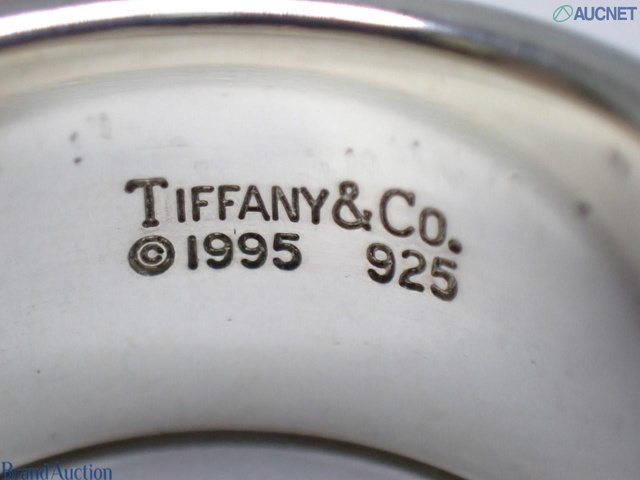 AUCNET
TIFFANY & CO.
© 1995 925
Brand Auction